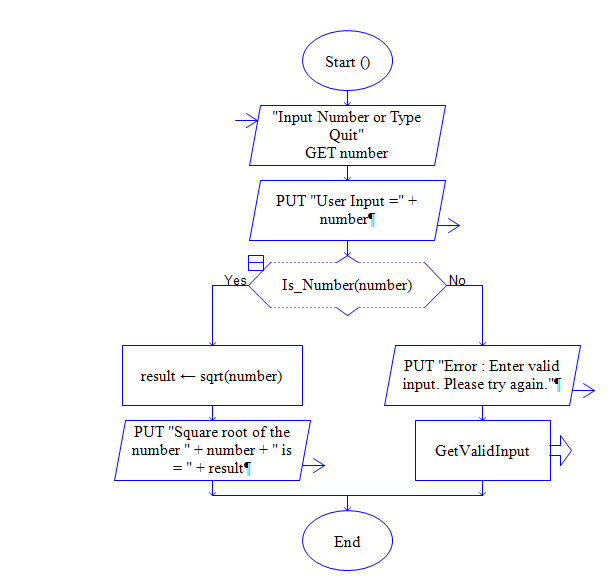 Start ()
"Input Number or Type
Quit"
GET number
PUT "User Input =" +
number¶
Yes
Is_Number(number)
No
result ← sqrt(number)
PUT "Error : Enter valid
input. Please try again."¶
PUT "Square root of the
number " + number + " is
= " + result¶
GetValidInput
End